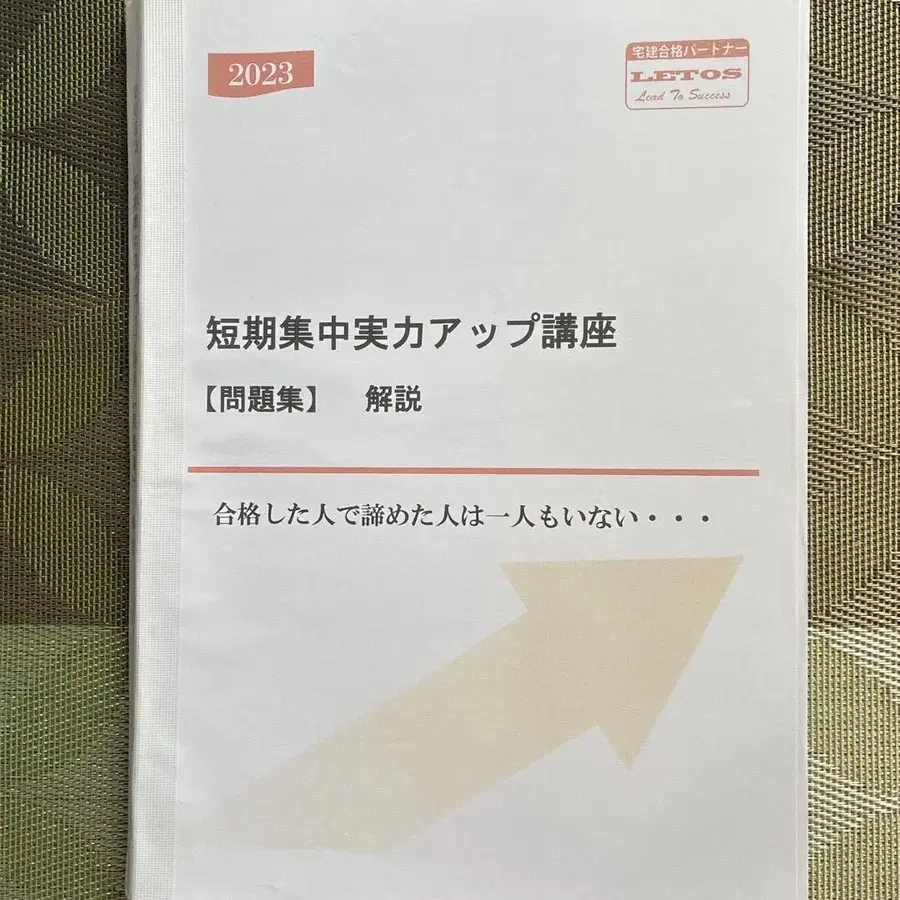 2023
宅建合格パートナー
LETOS
Lead To Success
短期集中実力アップ講座
【問題集】 解説
合格した人で諦めた人は一人もいない・・・